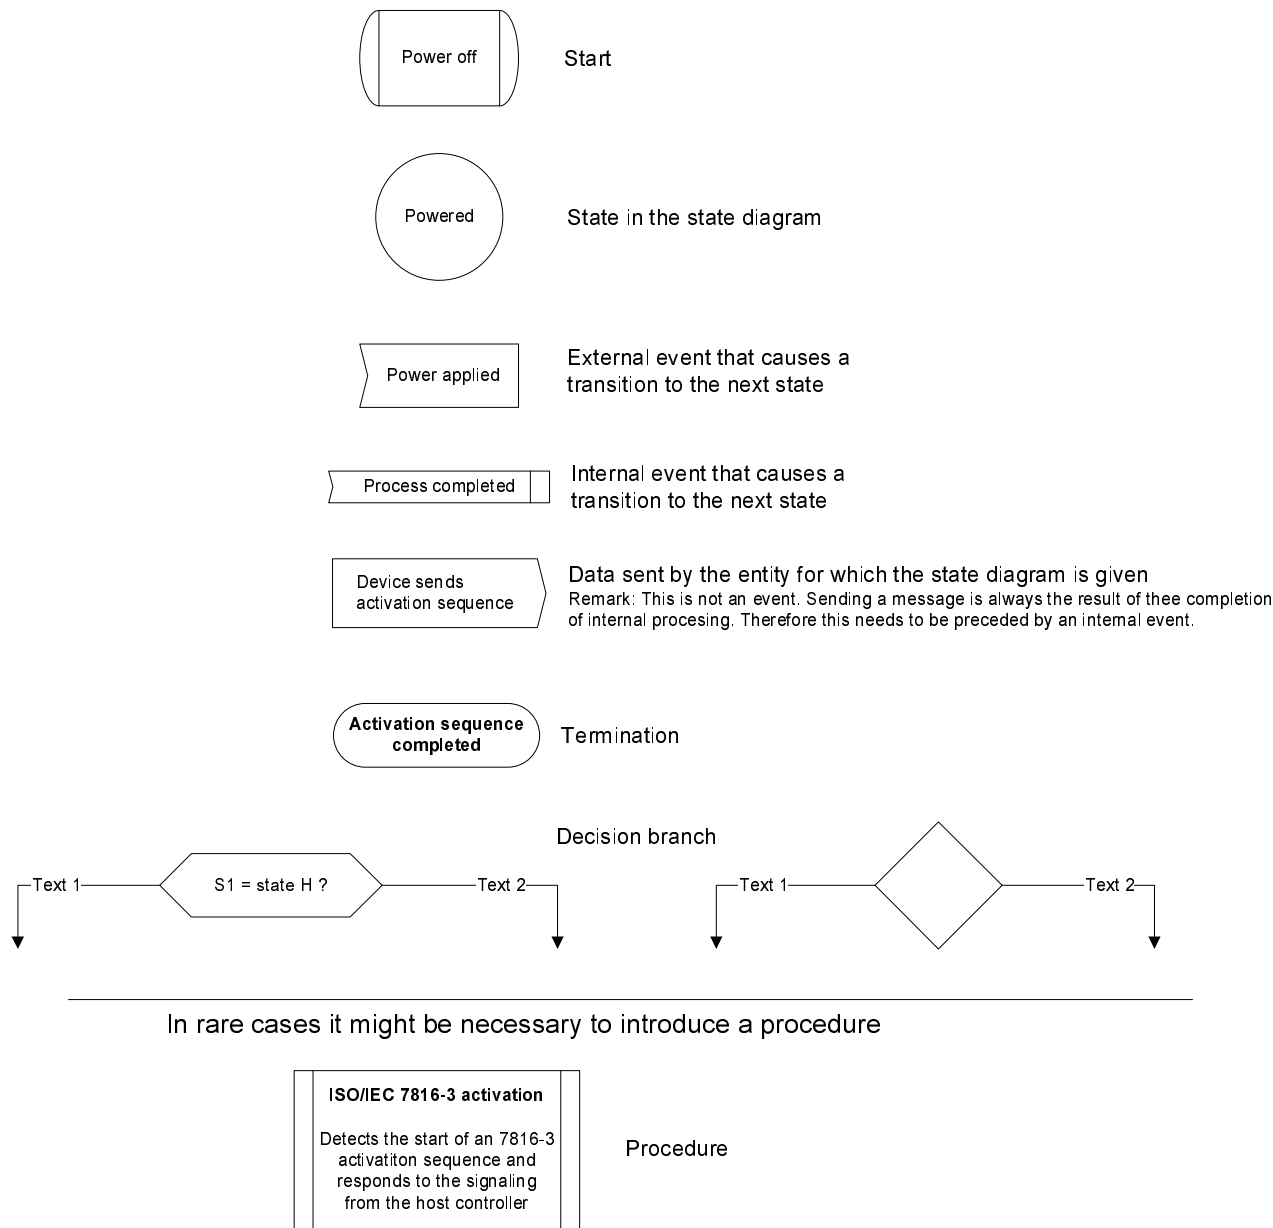 Power off
Start
Powered
State in the state diagram
Power applied
External event that causes a
transition to the next state
Process completed
Internal event that causes a
transition to the next state
Device sends
activation sequence
Data sent by the entity for which the state diagram is given
Remark: This is not an event. Sending a message is always the result of thee completion
of internal procesing. Therefore this needs to be preceded by an internal event.
Activation sequence
completed
Termination
Decision branch
Text 1
S1 = state H ?
Text 2
Text 1
Text 2
In rare cases it might be necessary to introduce a procedure
ISO/IEC 7816-3 activation
Detects the start of an 7816-3
activatiton sequence and
responds to the signaling
from the host controller
Procedure